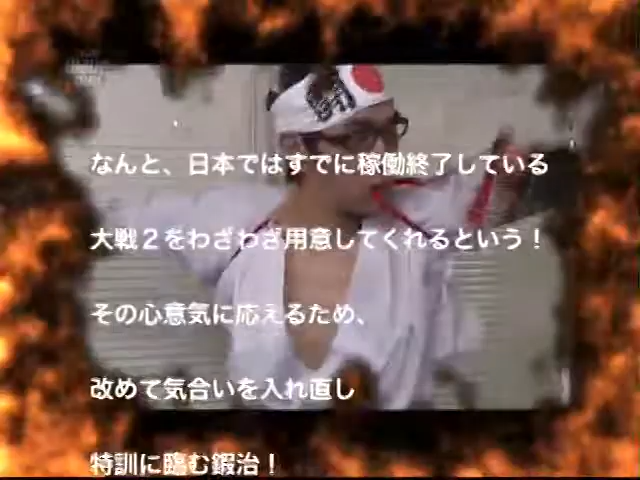 なんと、日本ではすでに稼働終了している
大戦２をわざわざ用意してくれるという！
その心意気に応えるため、
改めて気合いを入れ直し
特訓に臨む鍛治！